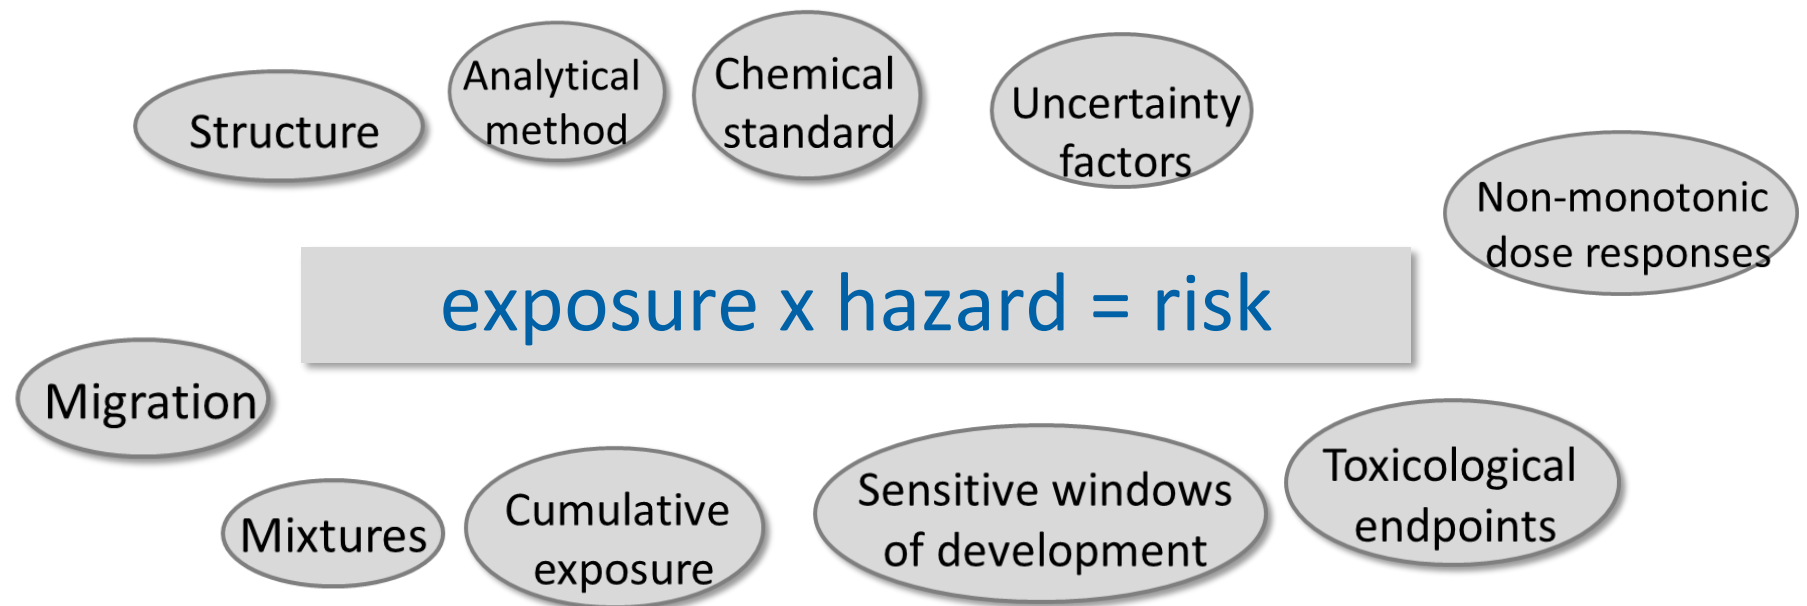 Structure
Analytical
method
Chemical
standard
Uncertainty
factors
Non-monotonic
dose responses
exposure x hazard = risk
Migration
Mixtures
Cumulative
exposure
Sensitive windows
of development
Toxicological
endpoints